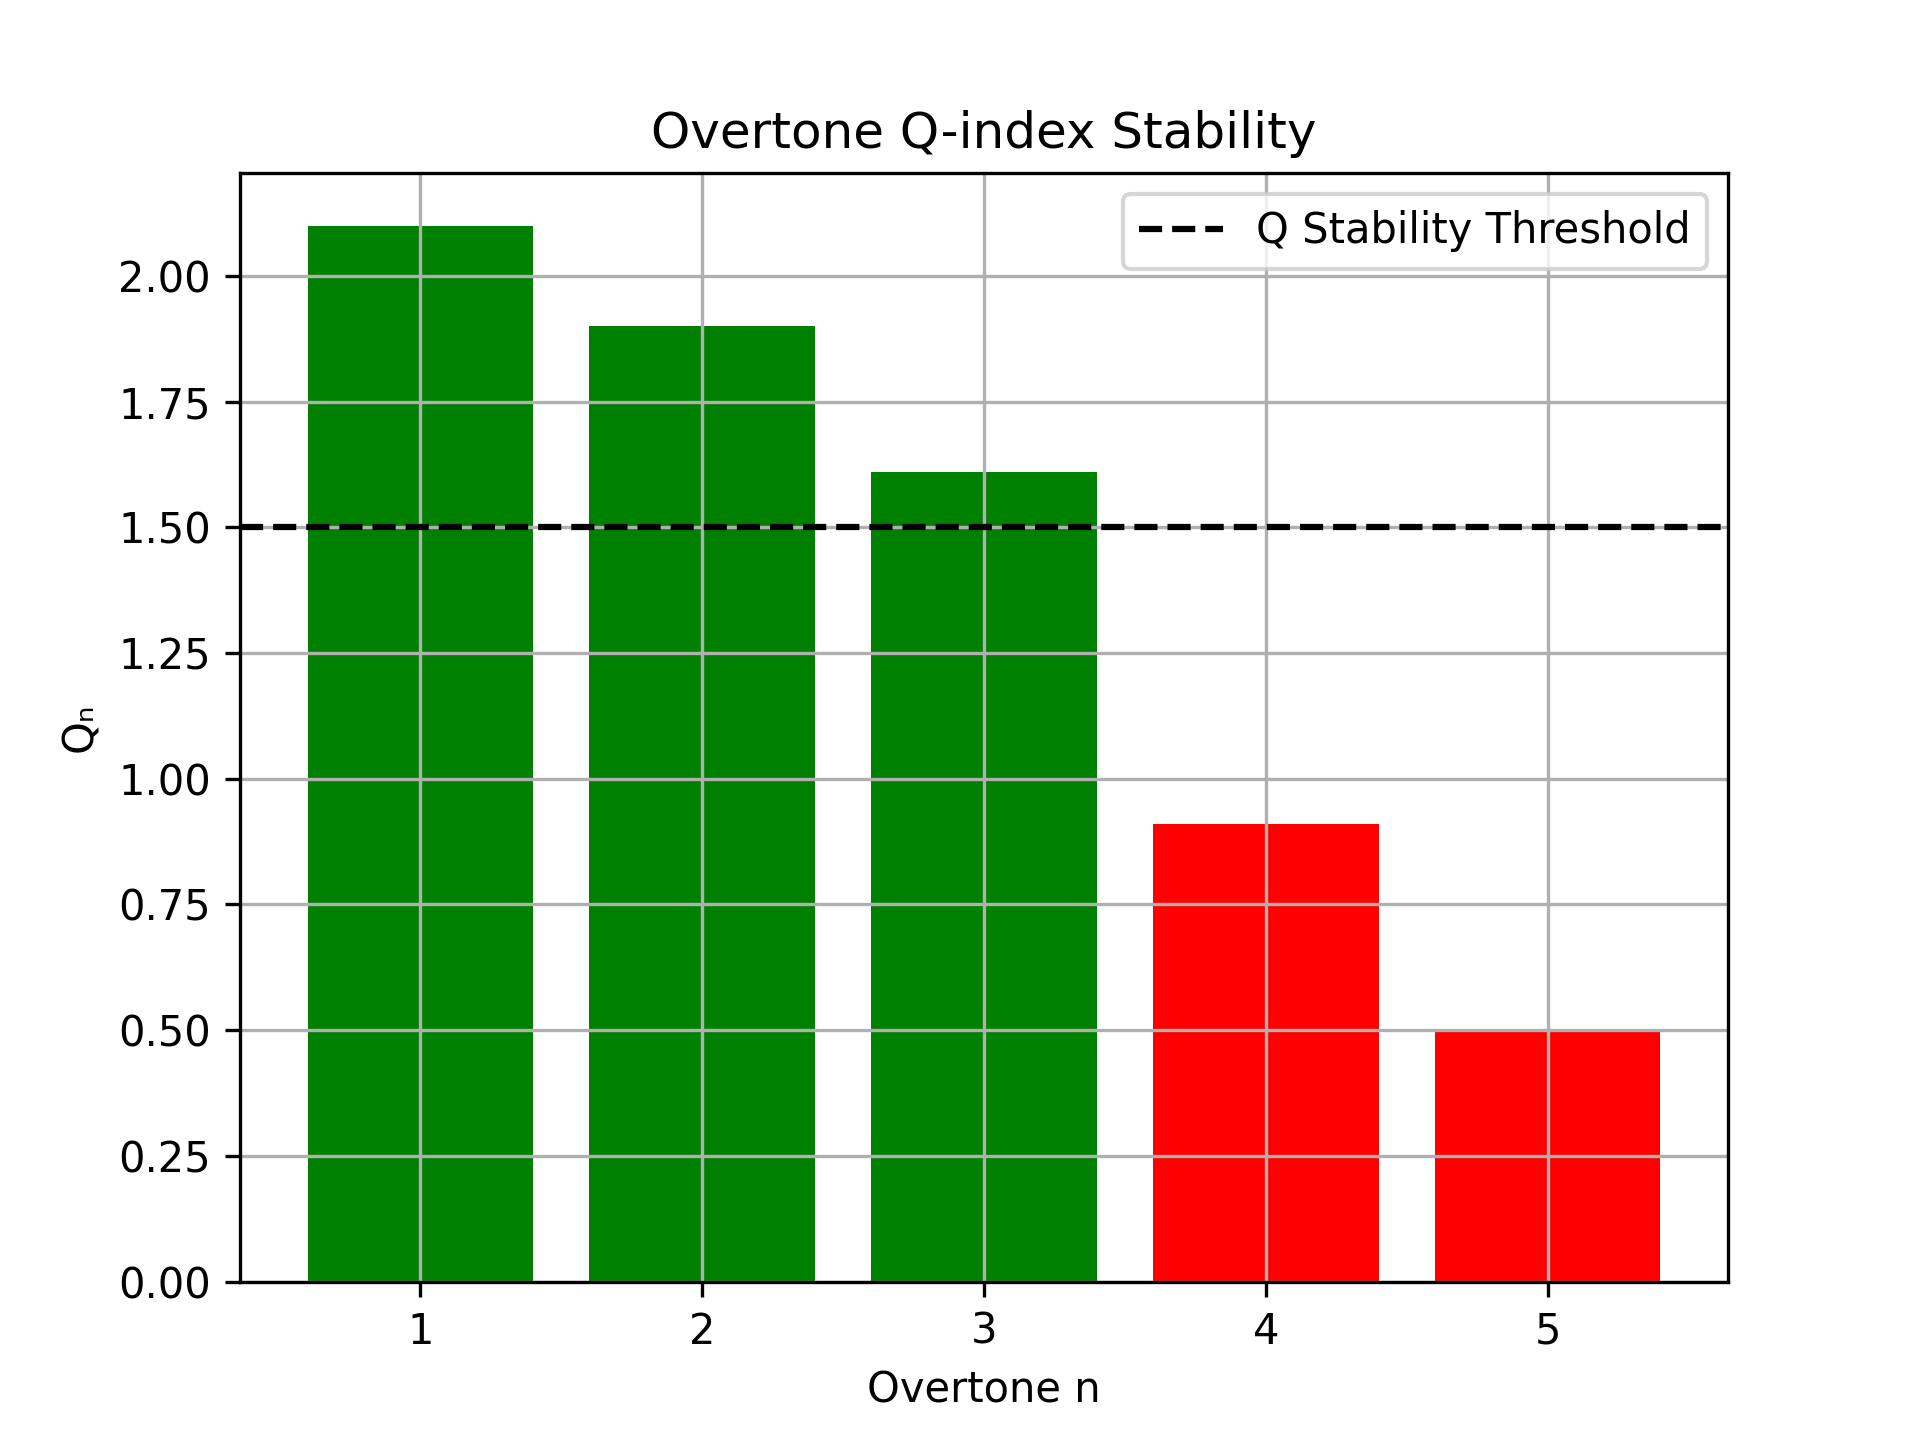 Overtone Q-index Stability
Q Stability Threshold
2.00
1.75
1.50
1.25
1.00
0.75
0.50
0.25
0.00
Qₙ
1 2 3 4 5
Overtone n